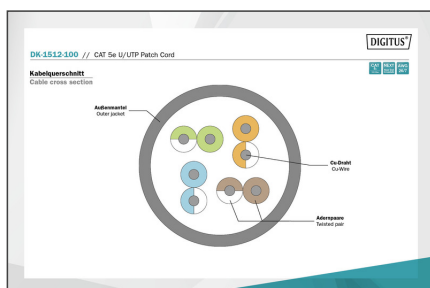 DIGITUS®
DK-1512-100 // CAT 5e U/UTP Patch Cord
Kabelquerschnitt
Cable cross section
Außenmantel
Outer jacket
Cu-Draht
Cu-Wire
Adernpaare
Twisted pair